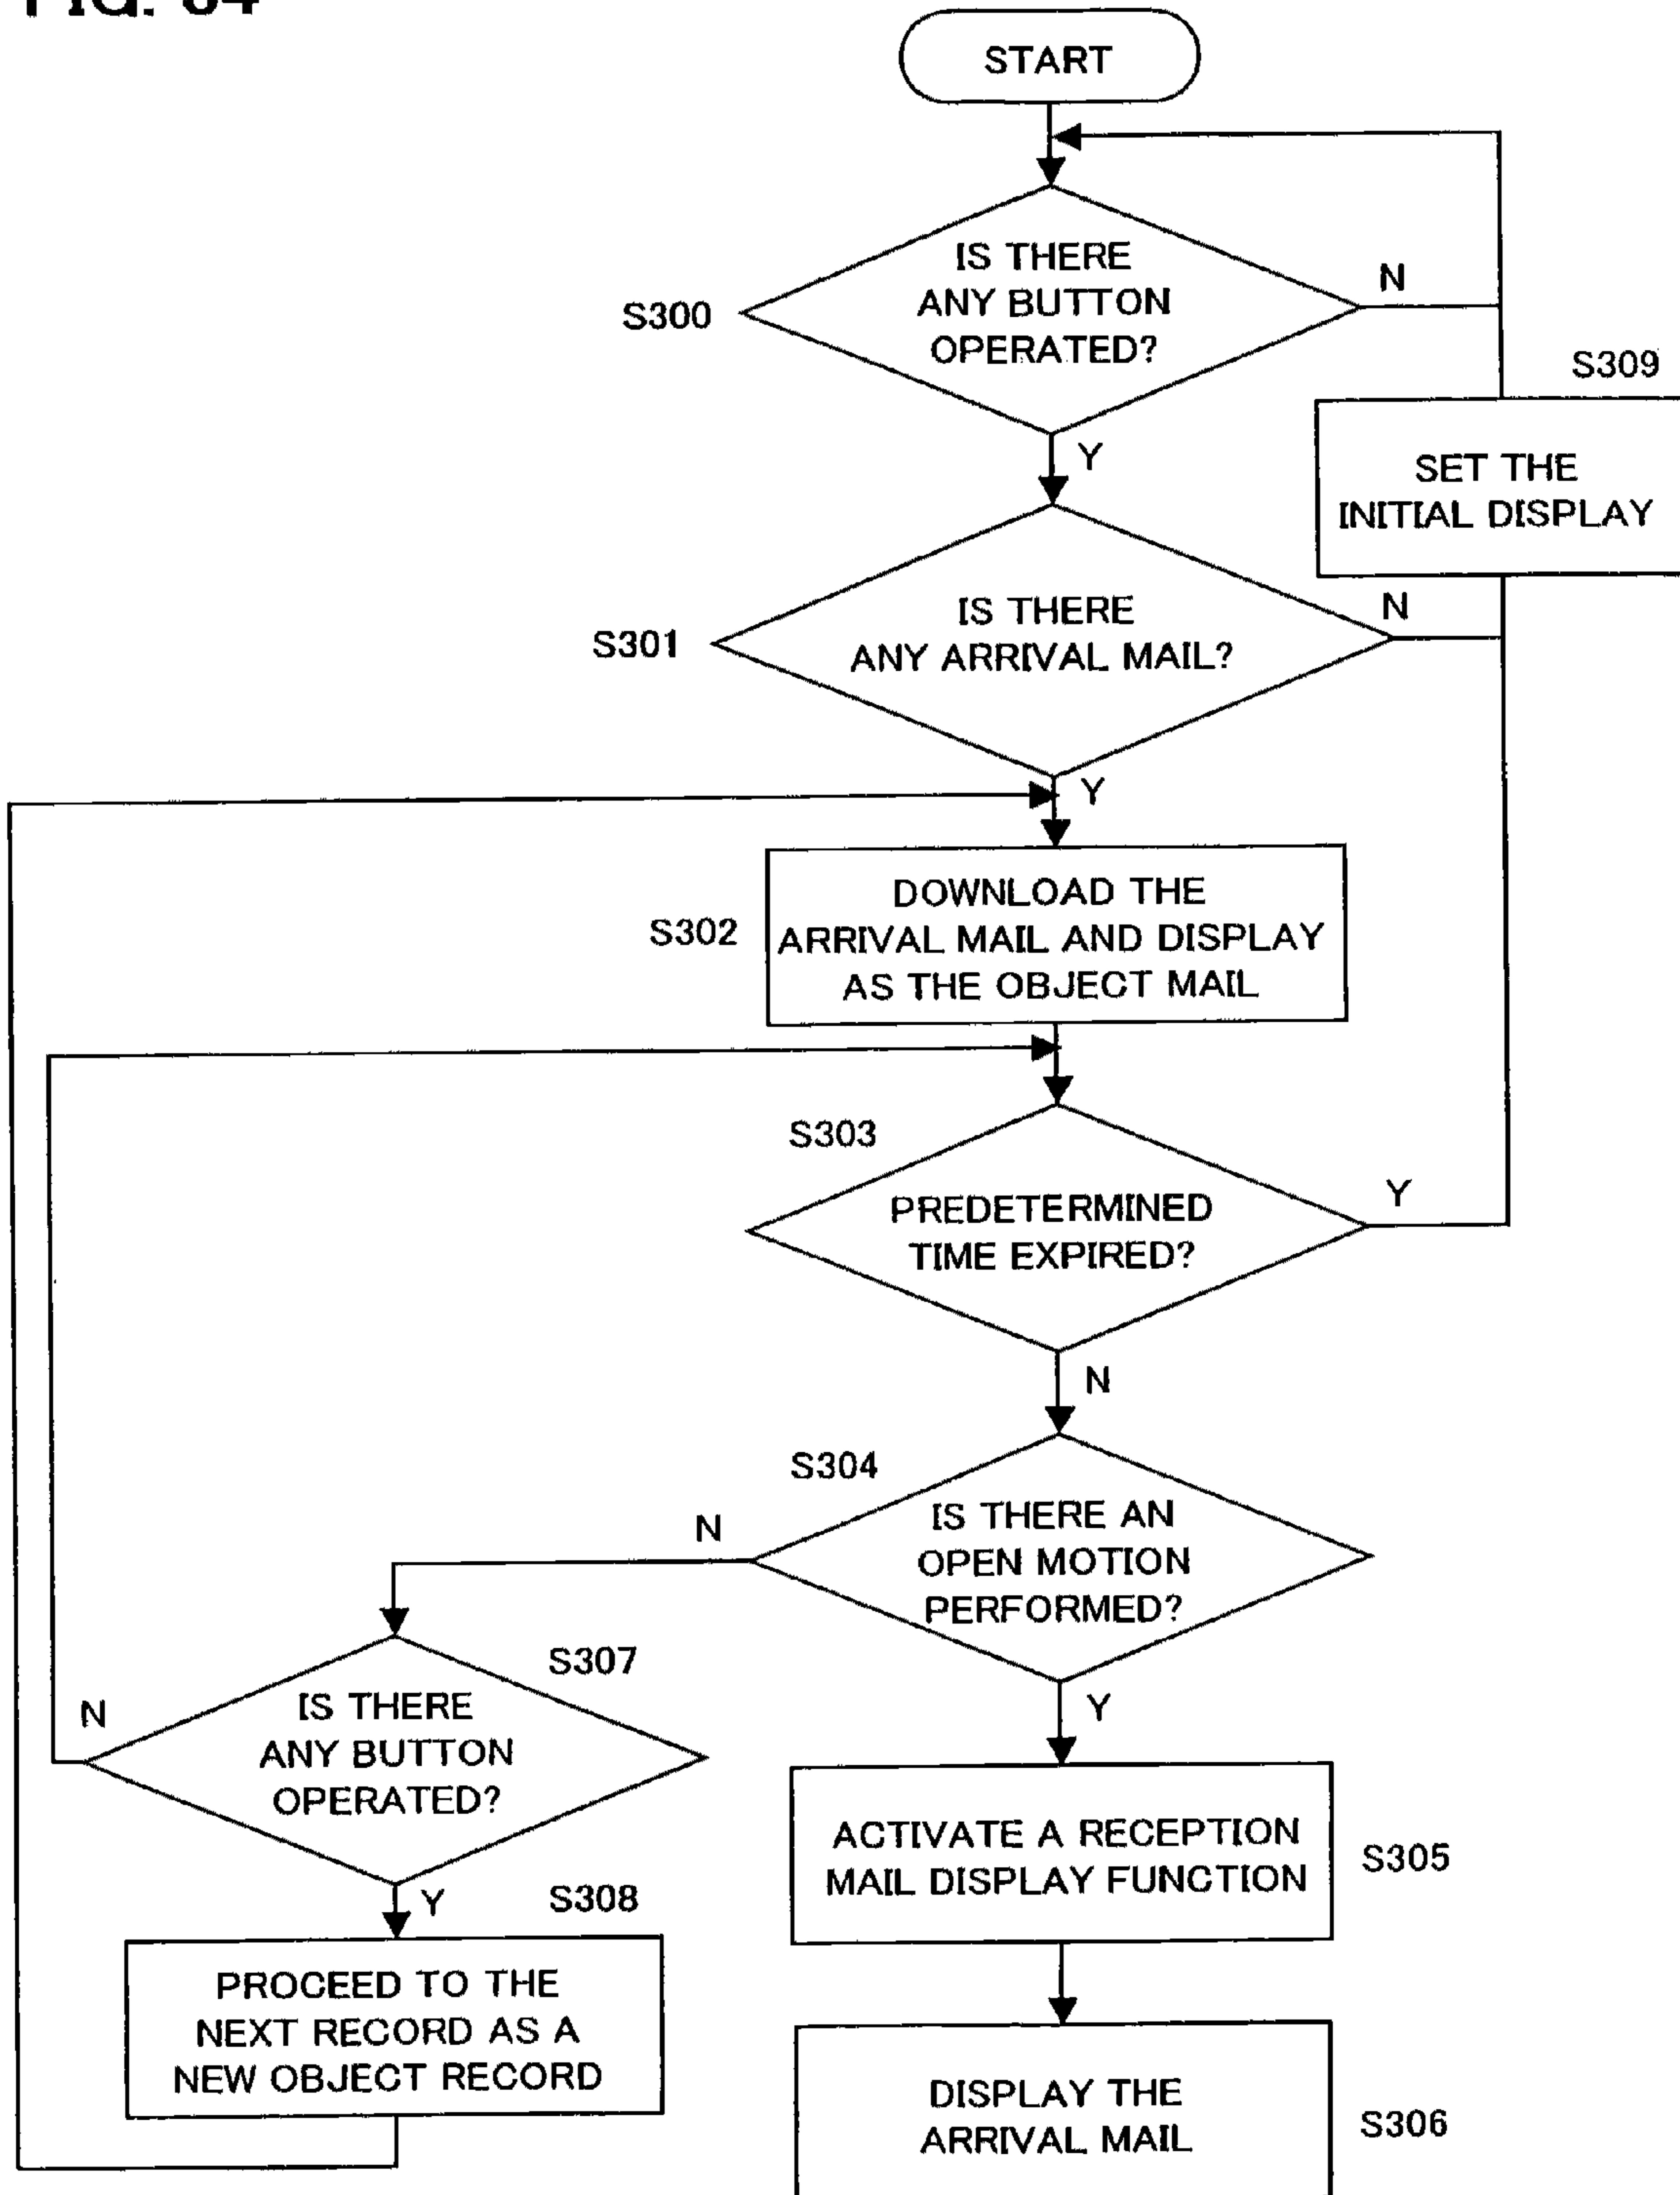 START
IS THERE
ANY BUTTON
OPERATED?
N
S300
S309
SET THE
INITIAL DISPLAY
Y
IS THERE
ANY ARRIVAL MAIL?
N
S301
Y
DOWNLOAD THE
ARRIVAL MAIL AND DISPLAY
AS THE OBJECT MAIL
S302
S303
PREDETERMINED
TIME EXPIRED?
Y
N
S304
IS THERE AN
OPEN MOTION
PERFORMED?
N
Y
S307
IS THERE
ANY BUTTON
OPERATED?
N
Y
ACTIVATE A RECEPTION
MAIL DISPLAY FUNCTION
S305
S308
PROCEED TO THE
NEXT RECORD AS A
NEW OBJECT RECORD
DISPLAY THE
ARRIVAL MAIL
S306